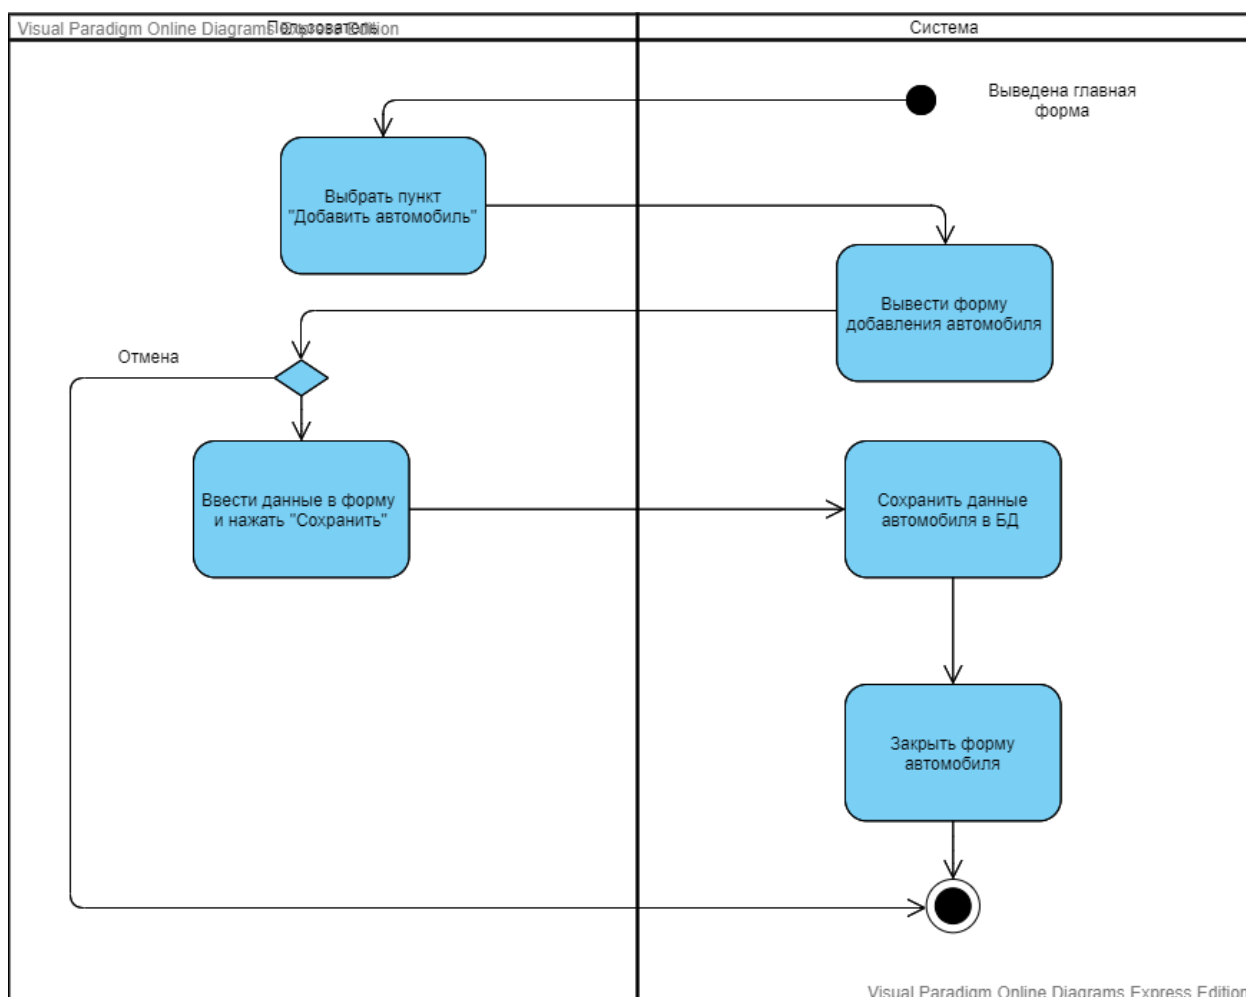 Visual Paradigm Online Diagrams Express Edition
Пользователь
Система
Выведена главная
форма
Выбрать пункт
"Добавить автомобиль"
Вывести форму
добавления автомобиля
Отмена
Ввести данные в форму
и нажать "Сохранить"
Сохранить данные
автомобиля в БД
Закрыть форму
автомобиля
Visual Paradigm Online Diagrams Express Edition